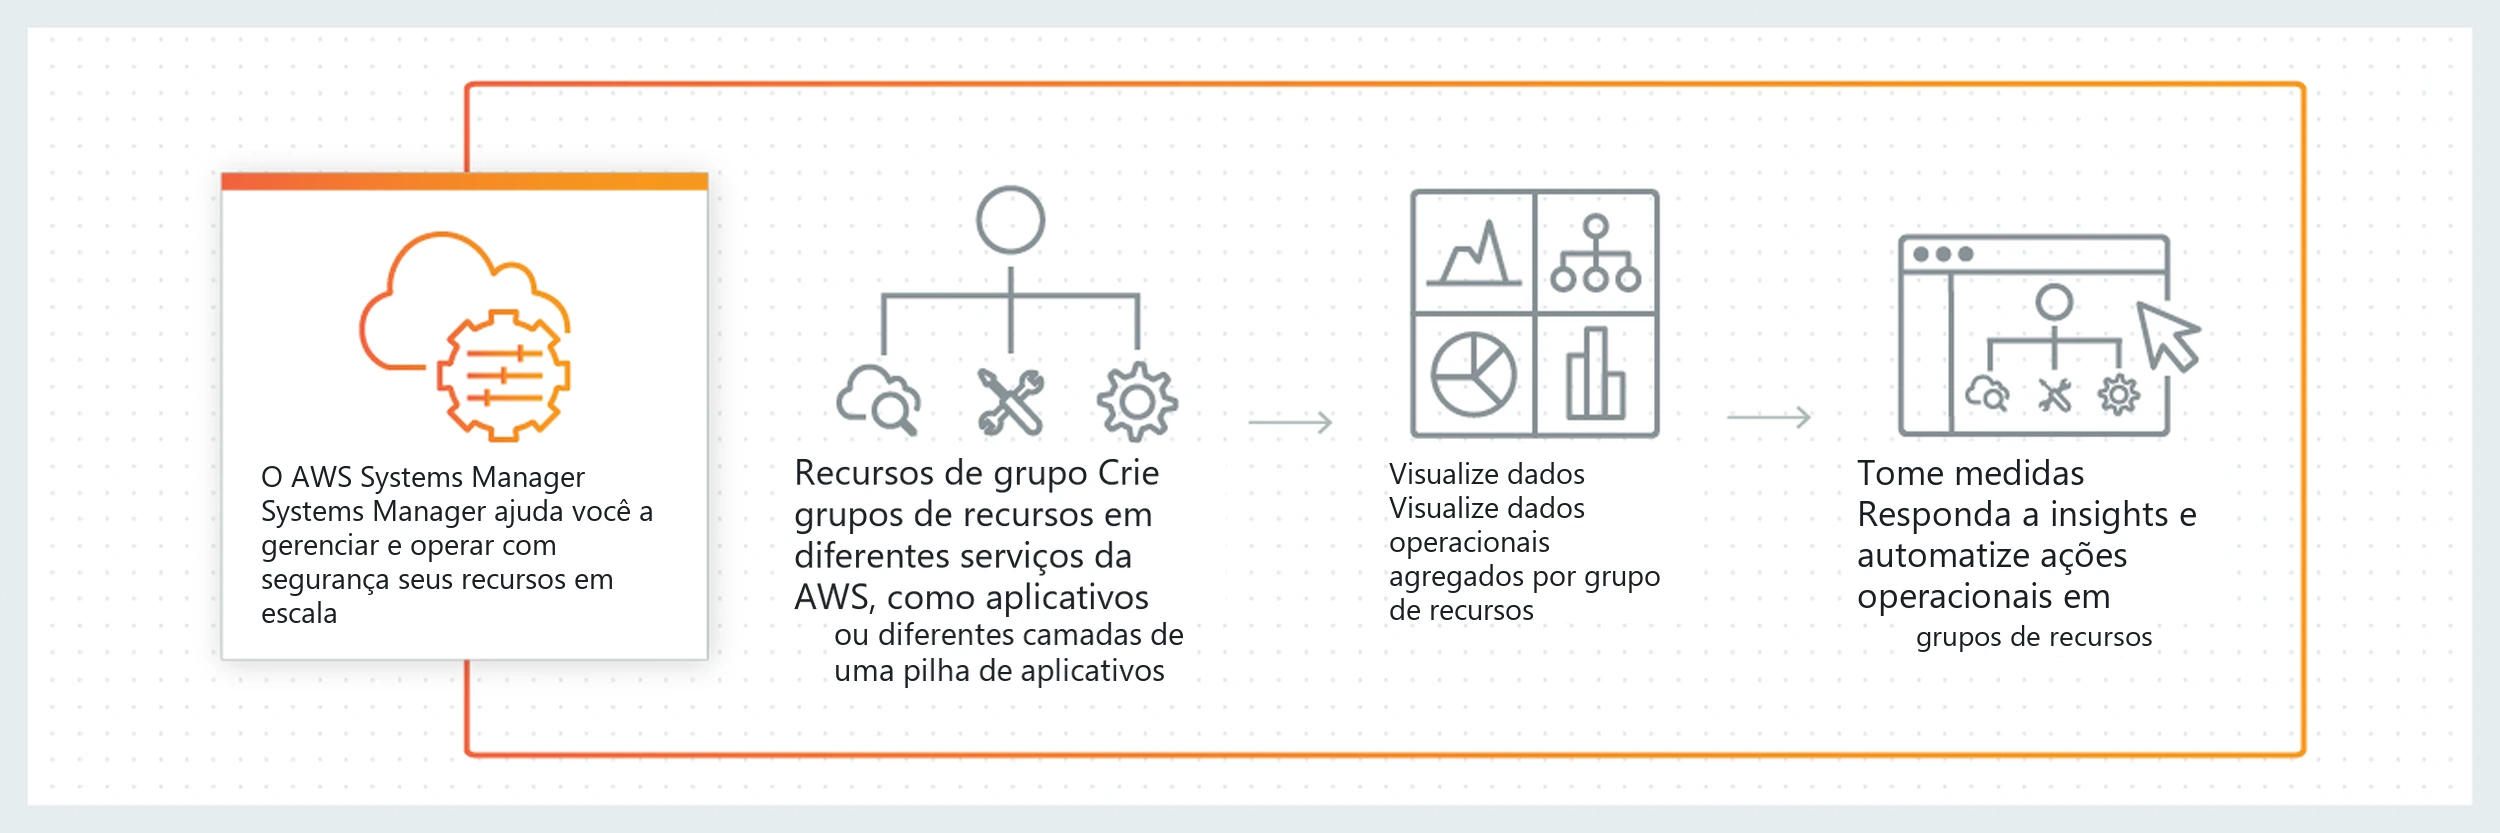 O AWS Systems Manager
Systems Manager ajuda você a
gerenciar e operar com
segurança seus recursos em
escala
Recursos de grupo Crie
grupos de recursos em
diferentes serviços da
AWS, como aplicativos
ou diferentes camadas de
uma pilha de aplicativos
Visualize dados
Visualize dados
operacionais
agregados por grupo
de recursos
Tome medidas
Responda a insights e
automatize ações
operacionais em
grupos de recursos